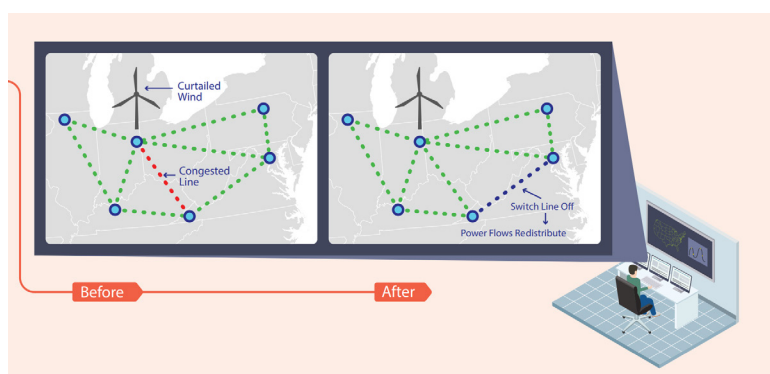 Curtailed
Wind
Congested
Line
Switch Line Off
Power Flows Redistribute
Before
After